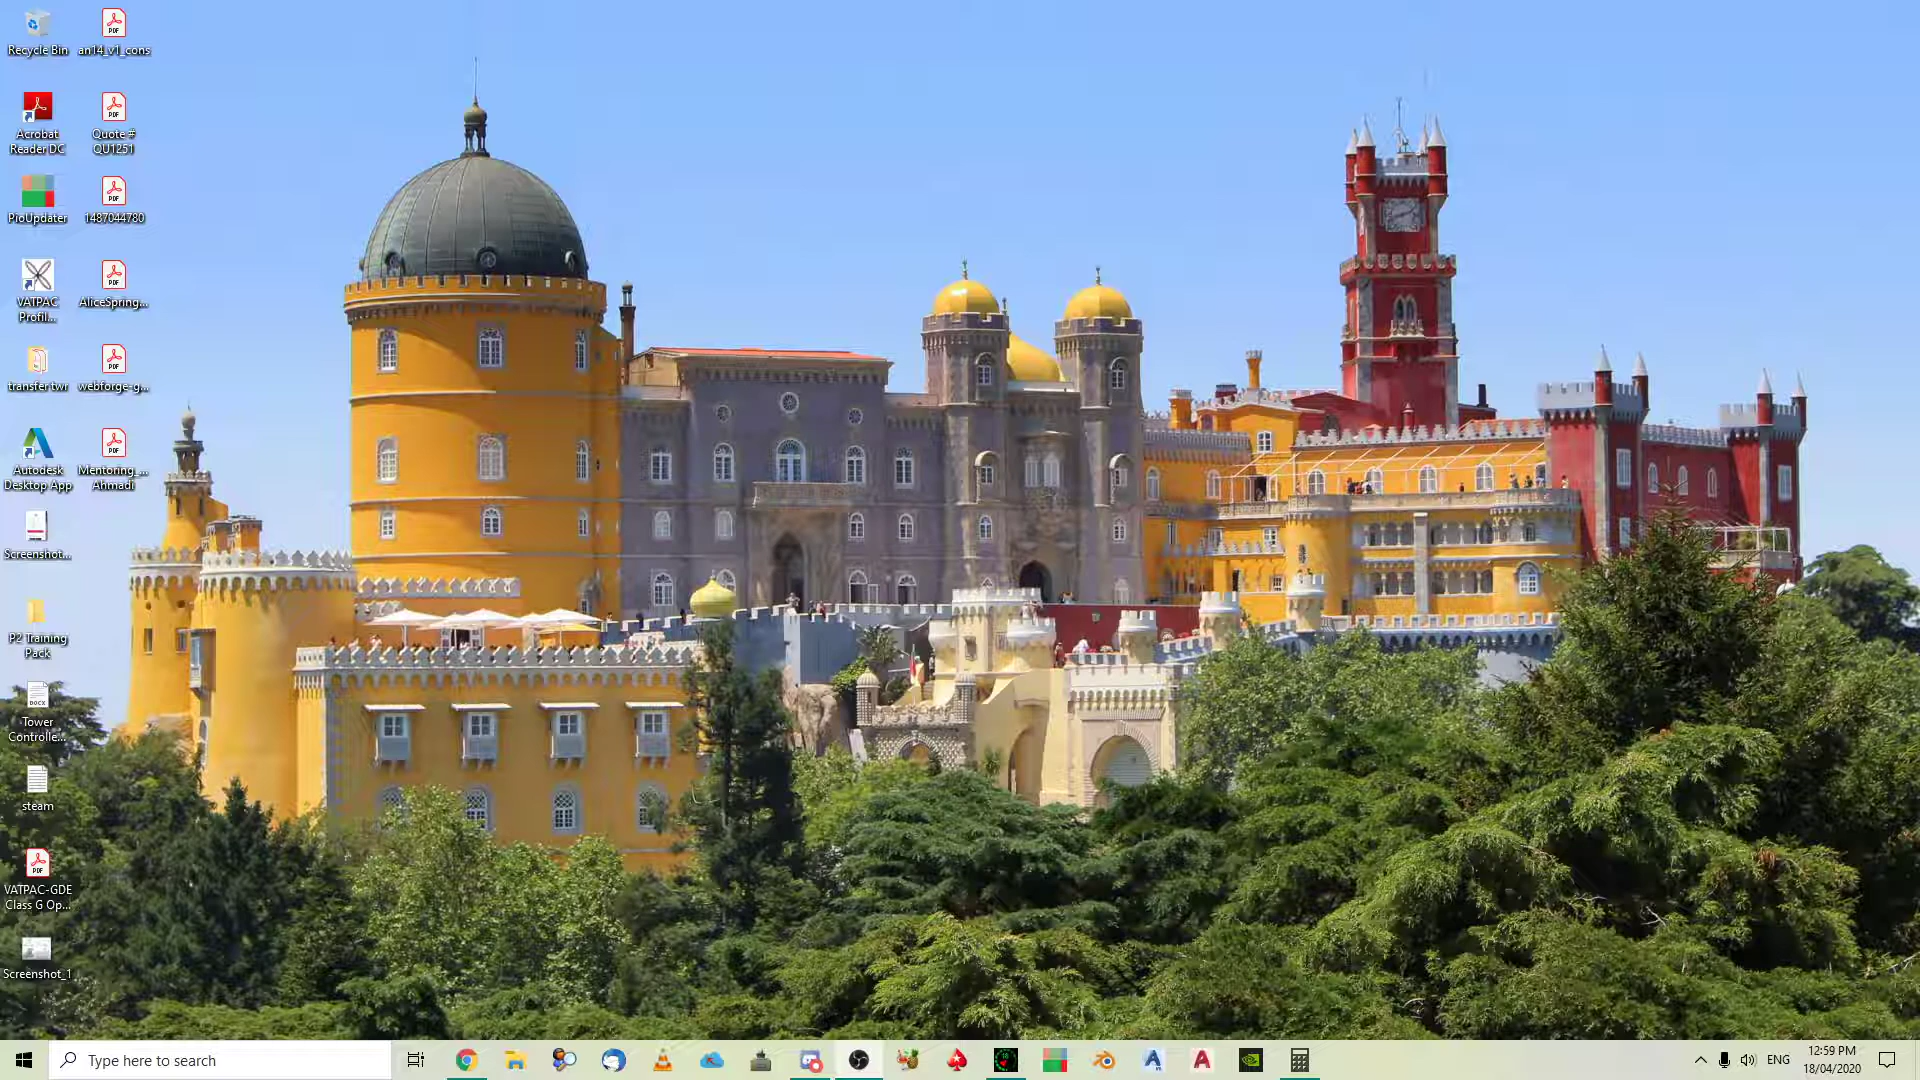 Recycle Bin
an14_v1_cons
Acrobat
Reader DC
Quote #
QU1251
PioUpdater
1487044780
VATPAC
Profil...
AliceSpring...
transfer twr
webforge-g...
Autodesk
Desktop App
Mentoring_...
Ahmadi
Screenshot...
P2 Training
Pack
Tower
Controlle...
steam
VATPAC-GDE
Class G Op...
Screenshot_1
Type here to search
ENG
12:59 PM
18/04/2020